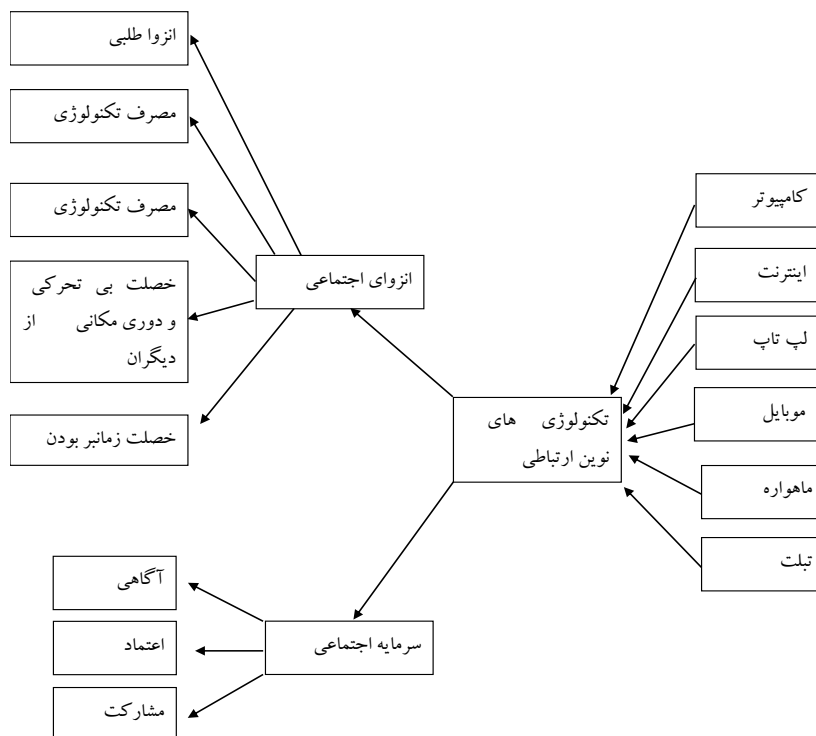 کامپیوتر
اینترنت
لپ تاپ
موبایل
ماهواره
تبلت
تکنولوژی های
نوین ارتباطی
انزوای اجتماعی
انزوا طلبی
مصرف تکنولوژی
مصرف تکنولوژی
خصلت بی تحرکی
و دوری مکانی از
دیگران
خصلت زمانبر بودن
سرمایه اجتماعی
آگاهی
اعتماد
مشارکت